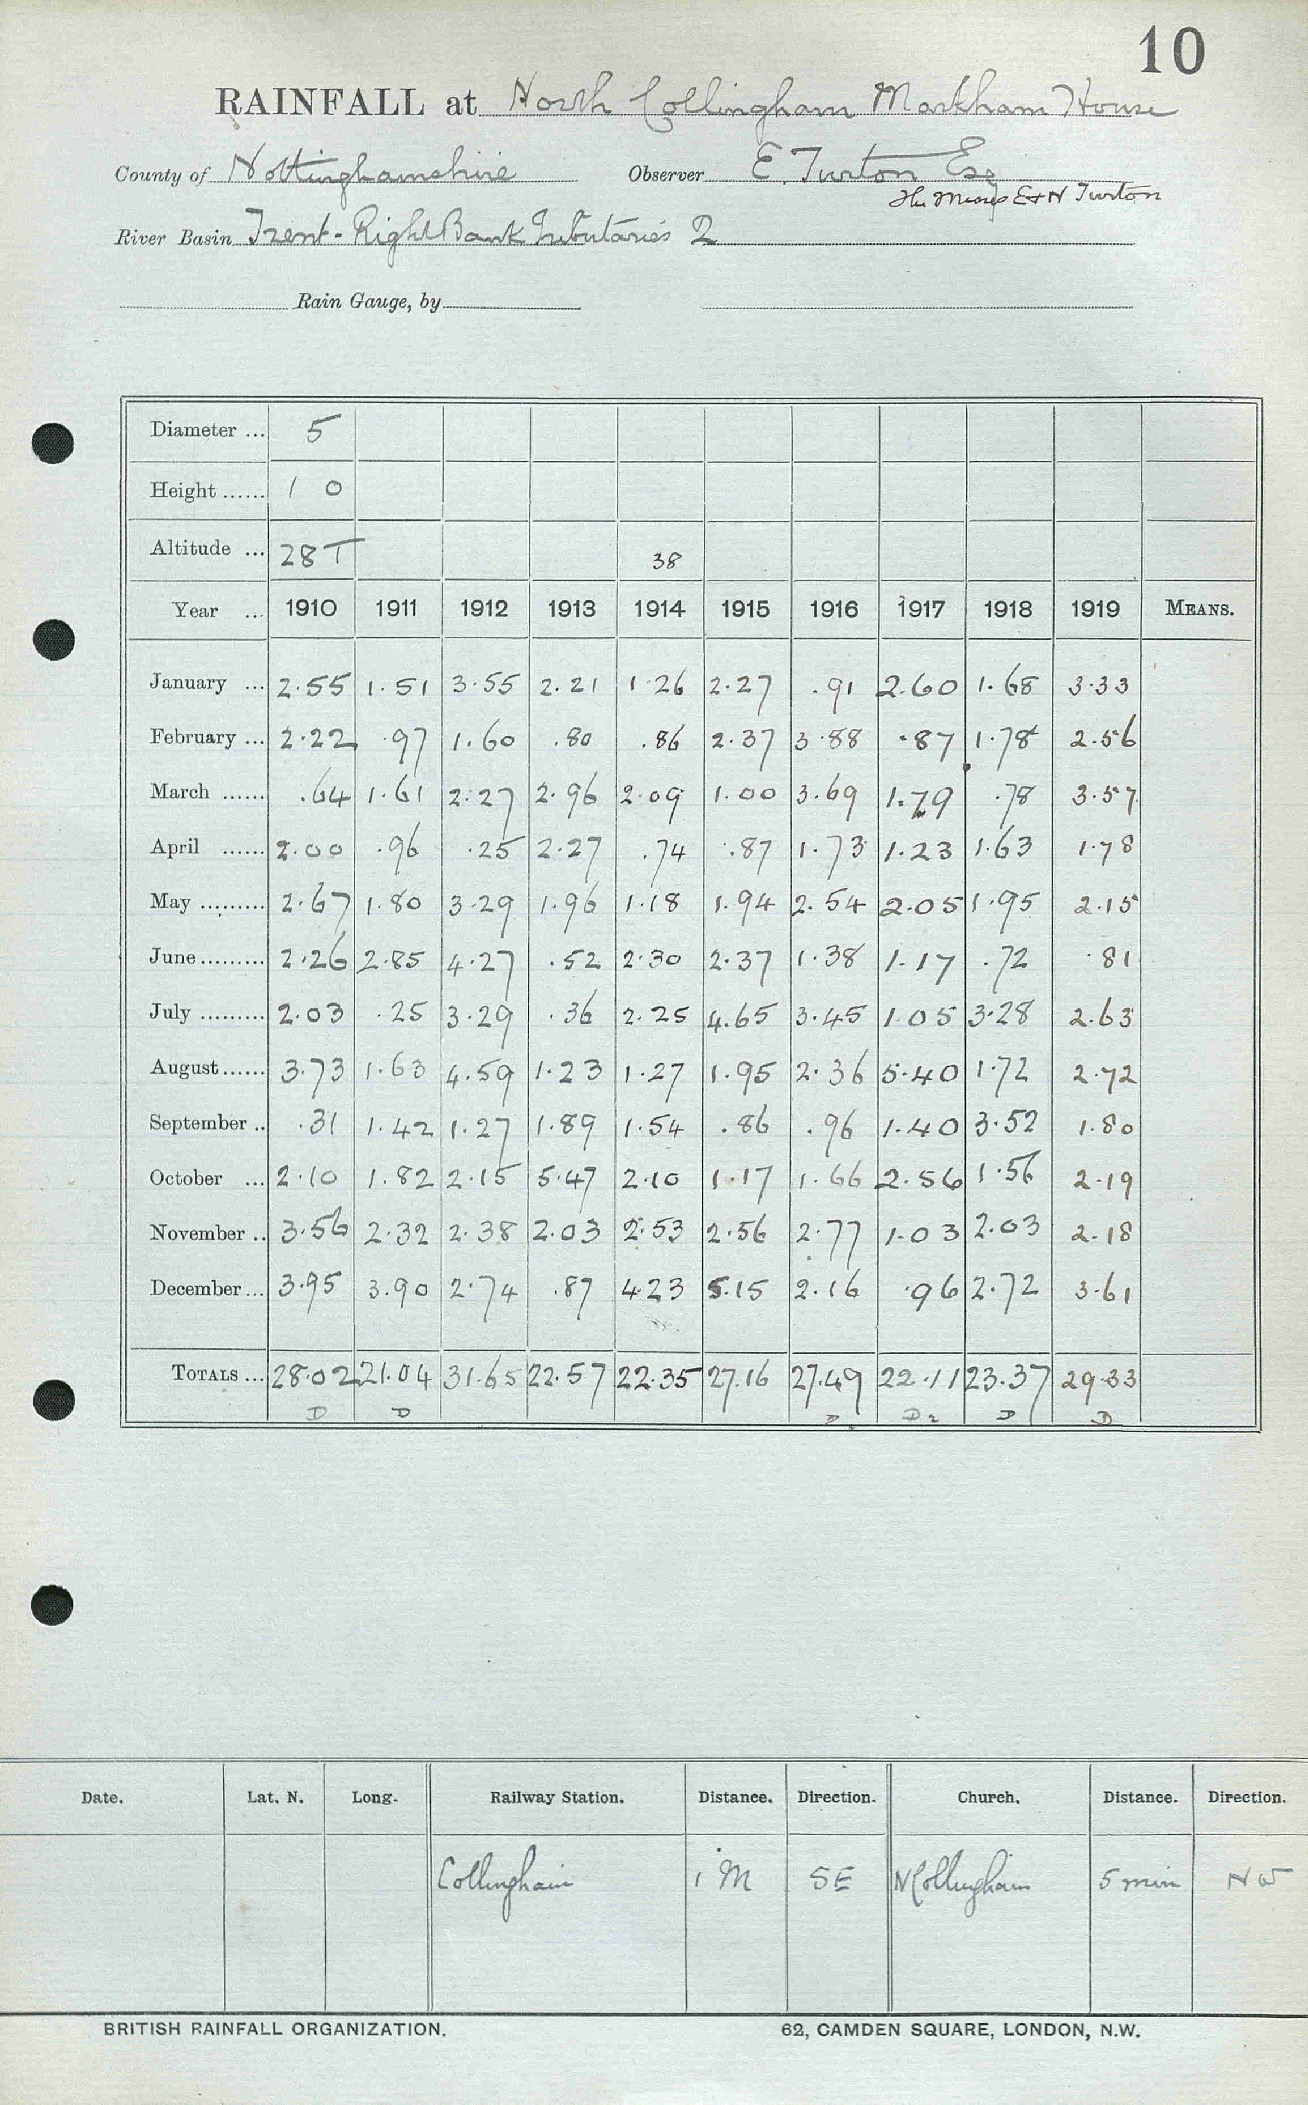 10
RAINFALL at North Collingham Markham House
County of Nottinghamshire Observer E. Turton Esq
The Misses E & H Turton
River Basin Trent - Right Bank Tributaries 2
Rain Gauge, by
Diameter ... 5
Height ...... 1 0
Altitude ... 28 T 38
Year ... 1910 1911 1912 1913 1914 1915 1916 1917 1918 1919 MEANS.
January ... 2.55 1.51 3.55 2.21 1.26 2.27 .91 2.60 1.68 3.33
February ... 2.22 .97 1.60 .80 .86 2.37 3.88 .87 1.78 2.56
March ...... .64 1.61 2.27 2.96 2.09 1.00 3.69 1.79 .78 3.57
April ...... 2.00 .96 .25 2.27 .74 .87 1.73 1.23 1.63 1.78
May ......... 2.67 1.80 3.29 1.96 1.18 1.94 2.54 2.05 1.95 2.15
June ......... 2.26 2.85 4.27 .52 2.30 2.37 1.38 1.17 .72 .81
July ......... 2.03 .25 3.29 .36 2.25 4.65 3.45 1.05 3.28 2.63
August ...... 3.73 1.63 4.59 1.23 1.27 1.95 2.36 5.40 1.72 2.72
September .. .31 1.42 1.27 1.89 1.54 .86 .96 1.40 3.52 1.80
October ... 2.10 1.82 2.15 5.47 2.10 1.17 1.66 2.56 1.56 2.19
November .. 3.56 2.32 2.38 2.03 2.53 2.56 2.77 1.03 2.03 2.18
December ... 3.95 3.90 2.74 .87 4.23 5.15 2.16 .96 2.72 3.61
TOTALS ... 28.02 21.04 31.65 22.57 22.35 27.16 27.49 22.11 23.37 29.33
D D D D2 D D
Date. Lat. N. Long. Railway Station. Distance. Direction. Church. Distance. Direction.
Collingham 1 M SE N Collingham 5 min NW
BRITISH RAINFALL ORGANIZATION. 62, CAMDEN SQUARE, LONDON, N.W.